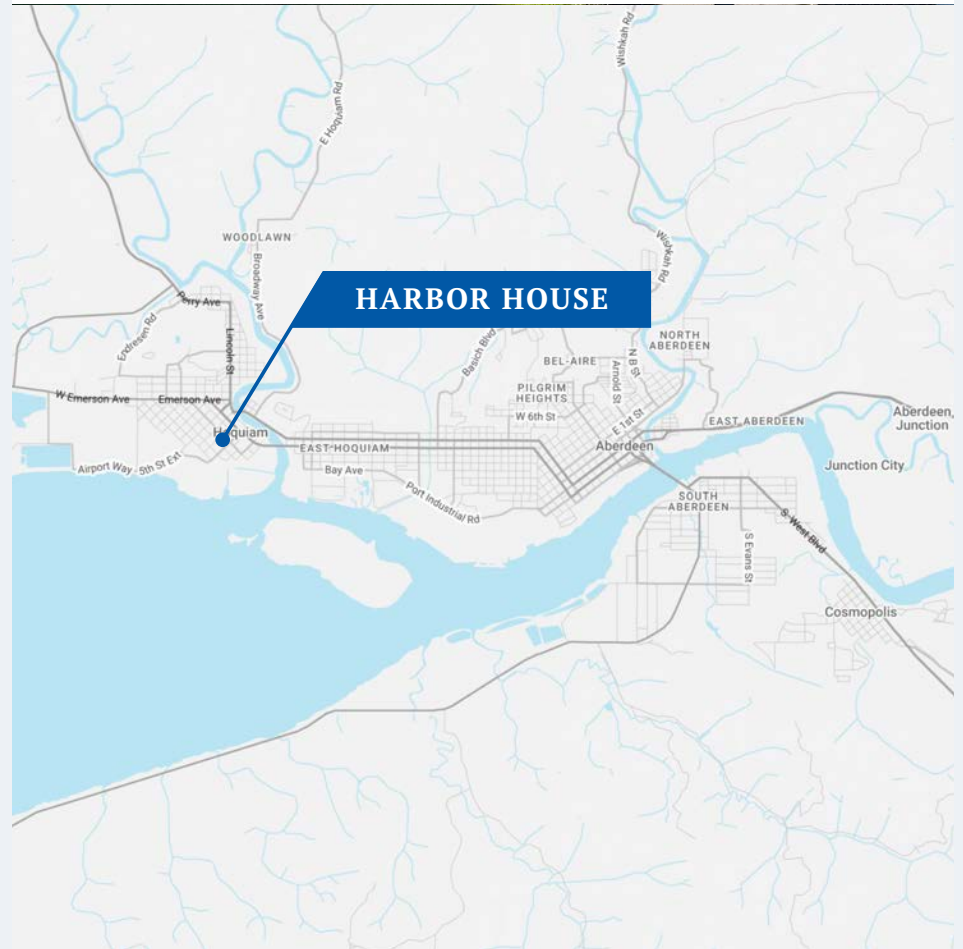 Wishkah Rd
E Hoquiam Rd
WOODLAWN
Broadway Ave
Wishkah Rd
HARBOR HOUSE
Perry Ave
Endresen Rd
Lincoln St
Basich Blvd
NORTH
ABERDEEN
N B St
BEL-AIRE
Arnold St
PILGRIM
HEIGHTS
W Emerson Ave
Emerson Ave
W 6th St
E 1st St
EAST ABERDEEN
Aberdeen,
Junction
Hoquiam
EAST HOQUIAM
Aberdeen
Airport Way - 5th St Ext
Bay Ave
Junction City
Port Industrial Rd
SOUTH
ABERDEEN
S. West Blvd
S Evans St
Cosmopolis